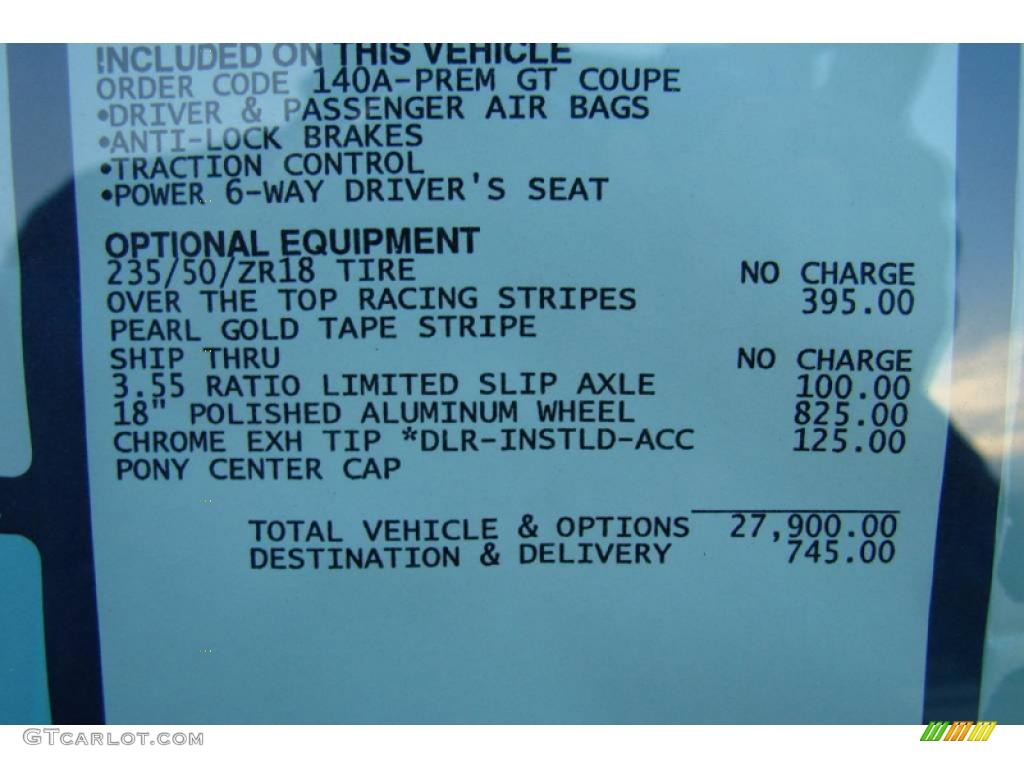 INCLUDED ON THIS VEHICLE
ORDER CODE 140A-PREM GT COUPE
•DRIVER & PASSENGER AIR BAGS
•ANTI-LOCK BRAKES
•TRACTION CONTROL
•POWER 6-WAY DRIVER'S SEAT
OPTIONAL EQUIPMENT
235/50/ZR18 TIRE NO CHARGE
OVER THE TOP RACING STRIPES 395.00
PEARL GOLD TAPE STRIPE
SHIP THRU NO CHARGE
3.55 RATIO LIMITED SLIP AXLE 100.00
18" POLISHED ALUMINUM WHEEL 825.00
CHROME EXH TIP *DLR-INSTLD-ACC 125.00
PONY CENTER CAP
TOTAL VEHICLE & OPTIONS 27,900.00
DESTINATION & DELIVERY 745.00
GTCARLOT.COM